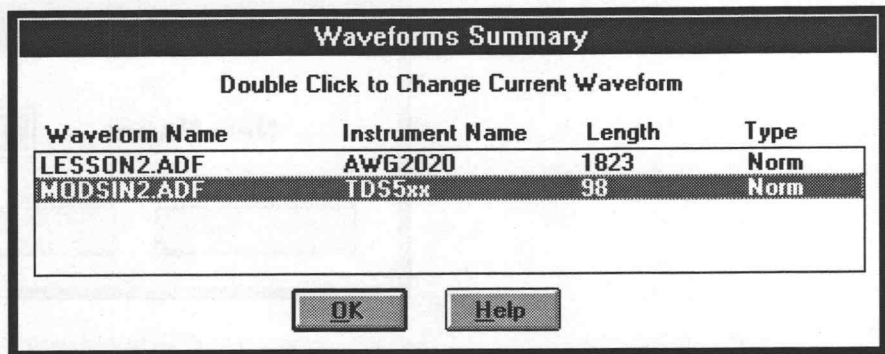 Waveforms Summary
Double Click to Change Current Waveform
Waveform Name Instrument Name Length Type
LESSON2.ADF AWG2020 1823 Norm
MODSIN2.ADF TDS5xx 98 Norm
OK Help